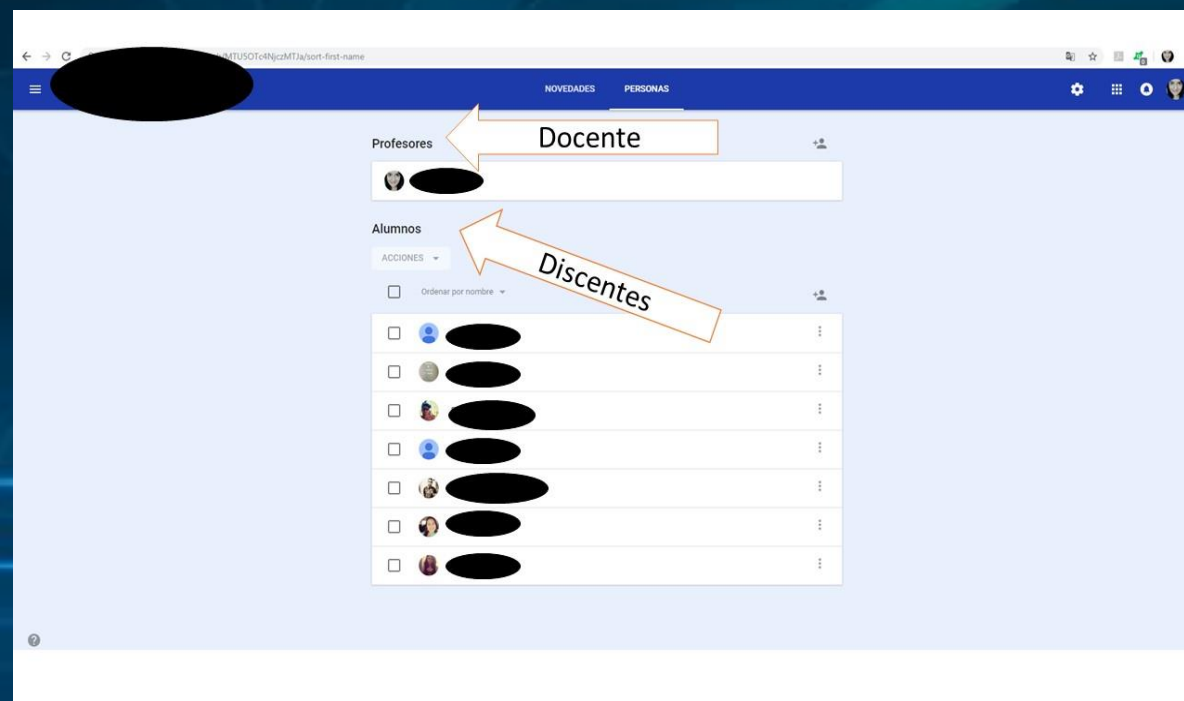 MTU5OTc4NjczMTJa/sort-first-name
NOVEDADES PERSONAS
Profesores
Docente
Alumnos
ACCIONES
Discentes
Ordenar por nombre